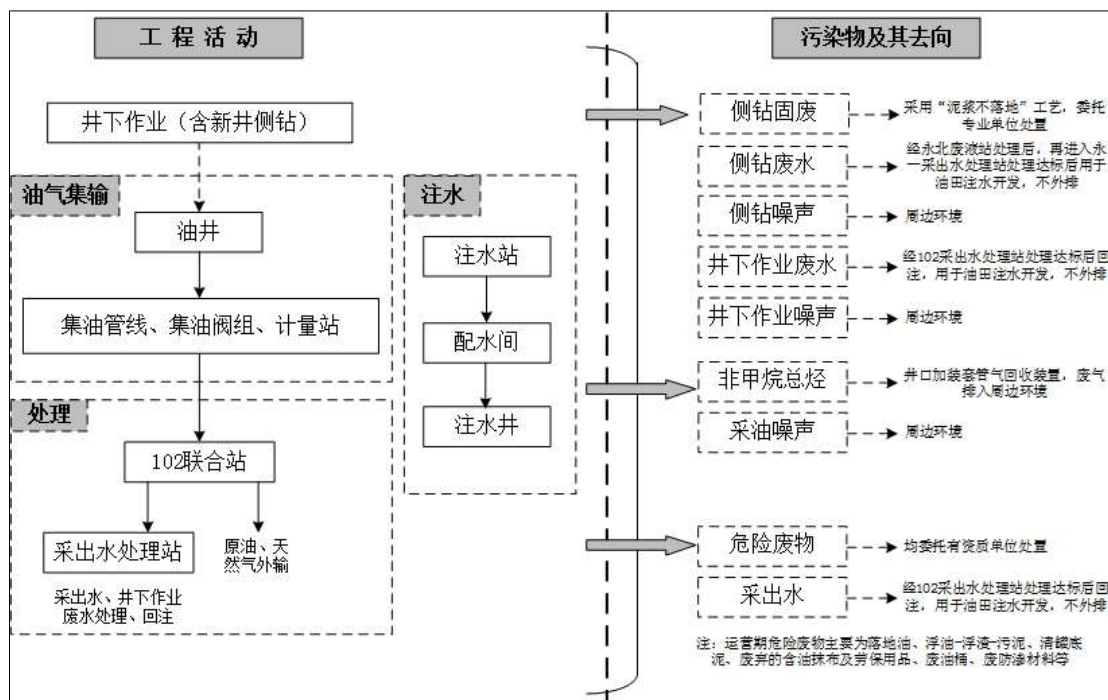 工程活动
污染物及其去向
井下作业（含新井侧钻）
油气集输
油井
集油管线、集油阀组、计量站
处理
102联合站
采出水处理站
原油、天
然气外输
采出水、井下作业
废水处理、回注
注水
注水站
配水间
注水井
侧钻固废
采用“泥浆不落地”工艺，委托
专业单位处置
侧钻废水
经永北废液站处理后，再进入永
一采出水处理站处理达标后用于
油田注水开发，不外排
侧钻噪声
周边环境
井下作业废水
经102采出水处理站处理达标后回
注，用于油田注水开发，不外排
井下作业噪声
周边环境
非甲烷总烃
井口加装套管气回收装置，废气
排入周边环境
采油噪声
周边环境
危险废物
均委托有资质单位处置
采出水
经102采出水处理站处理达标后回
注，用于油田注水开发，不外排
注：运营期危险废物主要为落地油、浮油-浮渣-污泥、清罐底
泥、废弃的含油抹布及劳保用品、废油桶、废防渗材料等